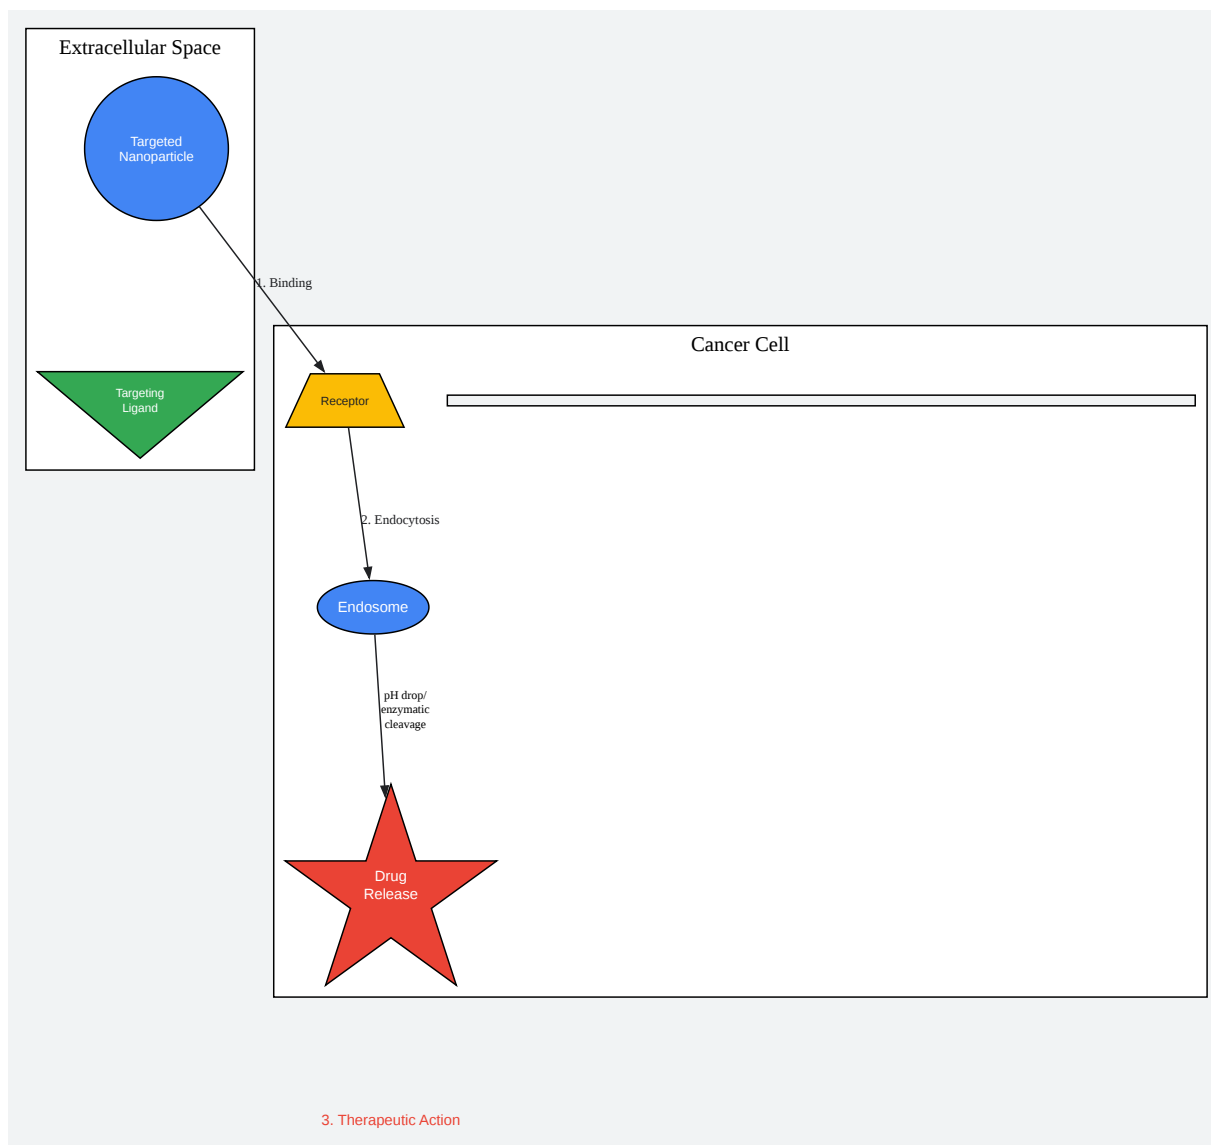 Extracellular Space
Targeted
Nanoparticle
1. Binding
Cancer Cell
Targeting
Ligand
Receptor
2. Endocytosis
Endosome
pH drop/
enzymatic
cleavage
Drug
Release
3. Therapeutic Action